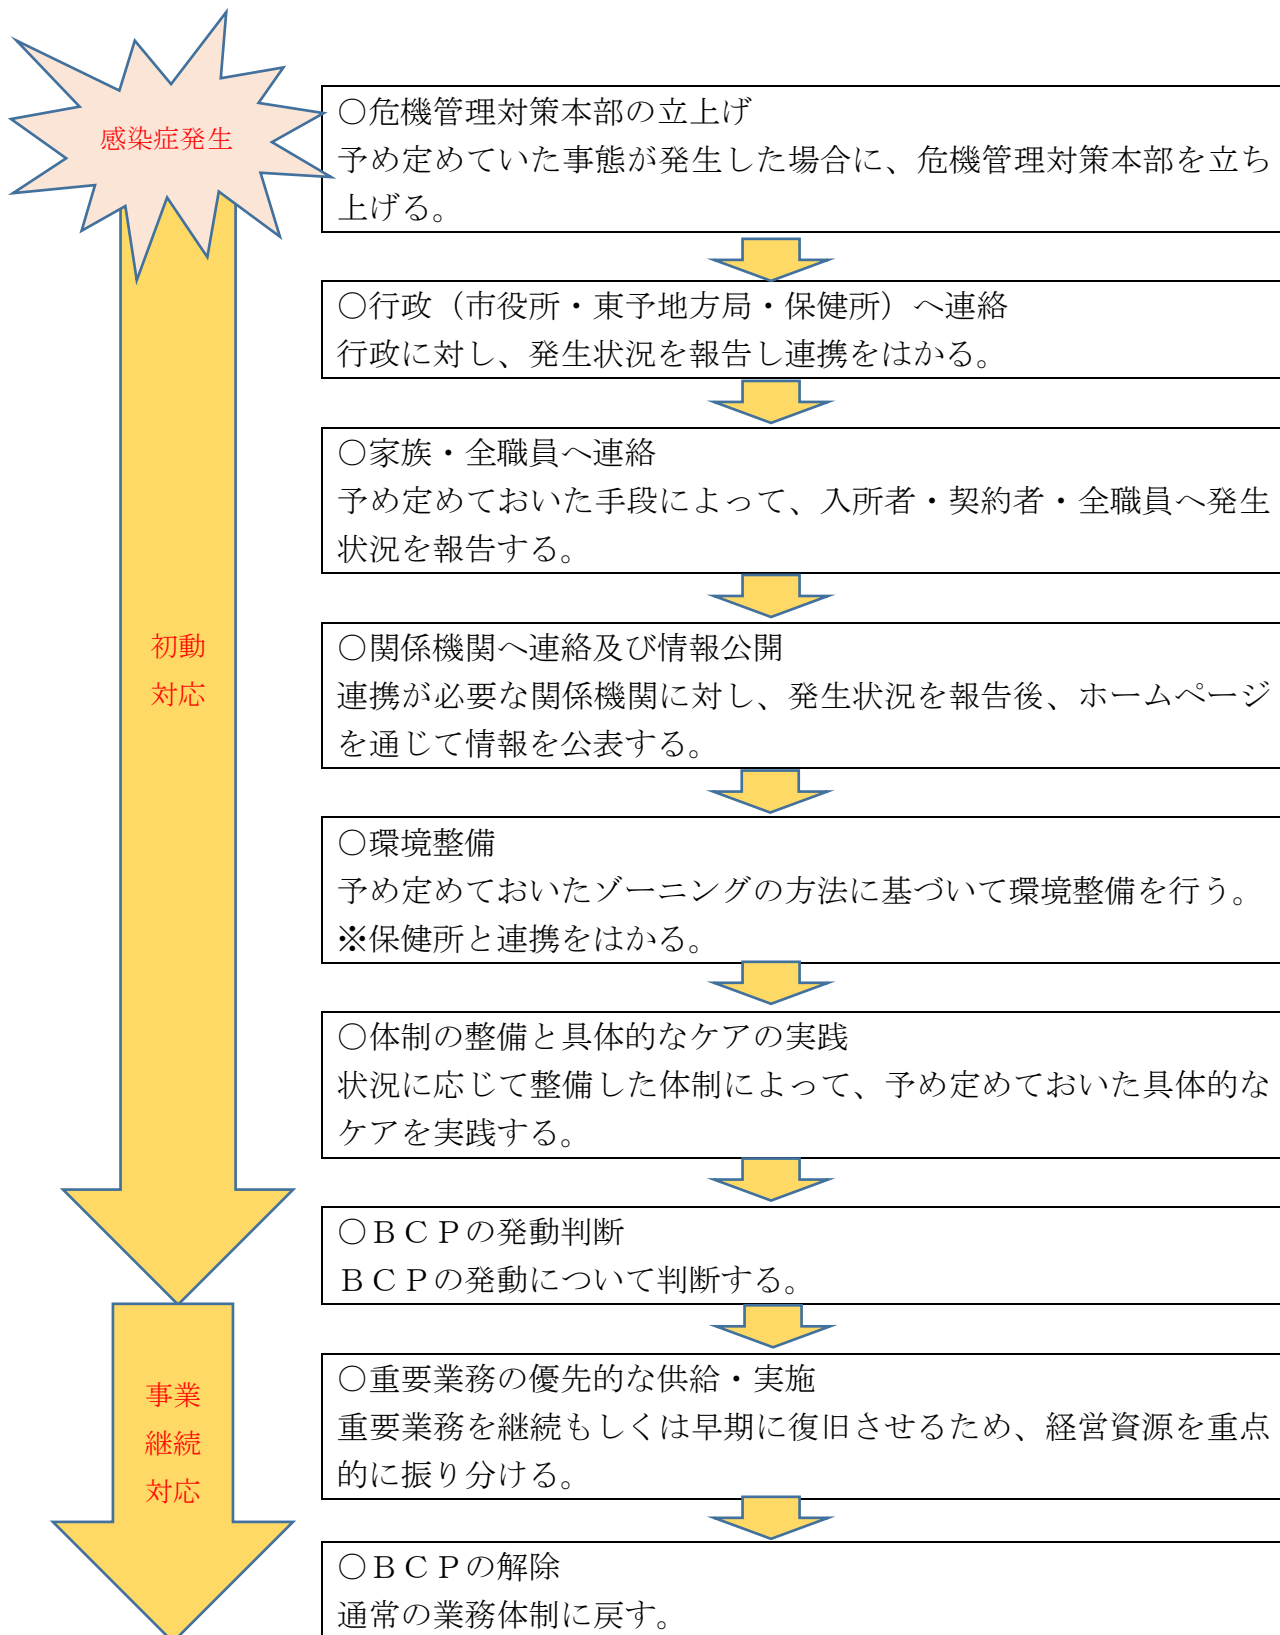 感染症発生
○危機管理対策本部の立上げ
予め定めていた事態が発生した場合に、危機管理対策本部を立ち
上げる。
○行政（市役所・東予地方局・保健所）へ連絡
行政に対し、発生状況を報告し連携をはかる。
○家族・全職員へ連絡
予め定めておいた手段によって、入所者・契約者・全職員へ発生
状況を報告する。
初動
対応
○関係機関へ連絡及び情報公開
連携が必要な関係機関に対し、発生状況を報告後、ホームページ
を通じて情報を公表する。
○環境整備
予め定めておいたゾーニングの方法に基づいて環境整備を行う。
※保健所と連携をはかる。
○体制の整備と具体的なケアの実践
状況に応じて整備した体制によって、予め定めておいた具体的な
ケアを実践する。
○ＢＣＰの発動判断
ＢＣＰの発動について判断する。
事業
継続
対応
○重要業務の優先的な供給・実施
重要業務を継続もしくは早期に復旧させるため、経営資源を重点
的に振り分ける。
○ＢＣＰの解除
通常の業務体制に戻す。